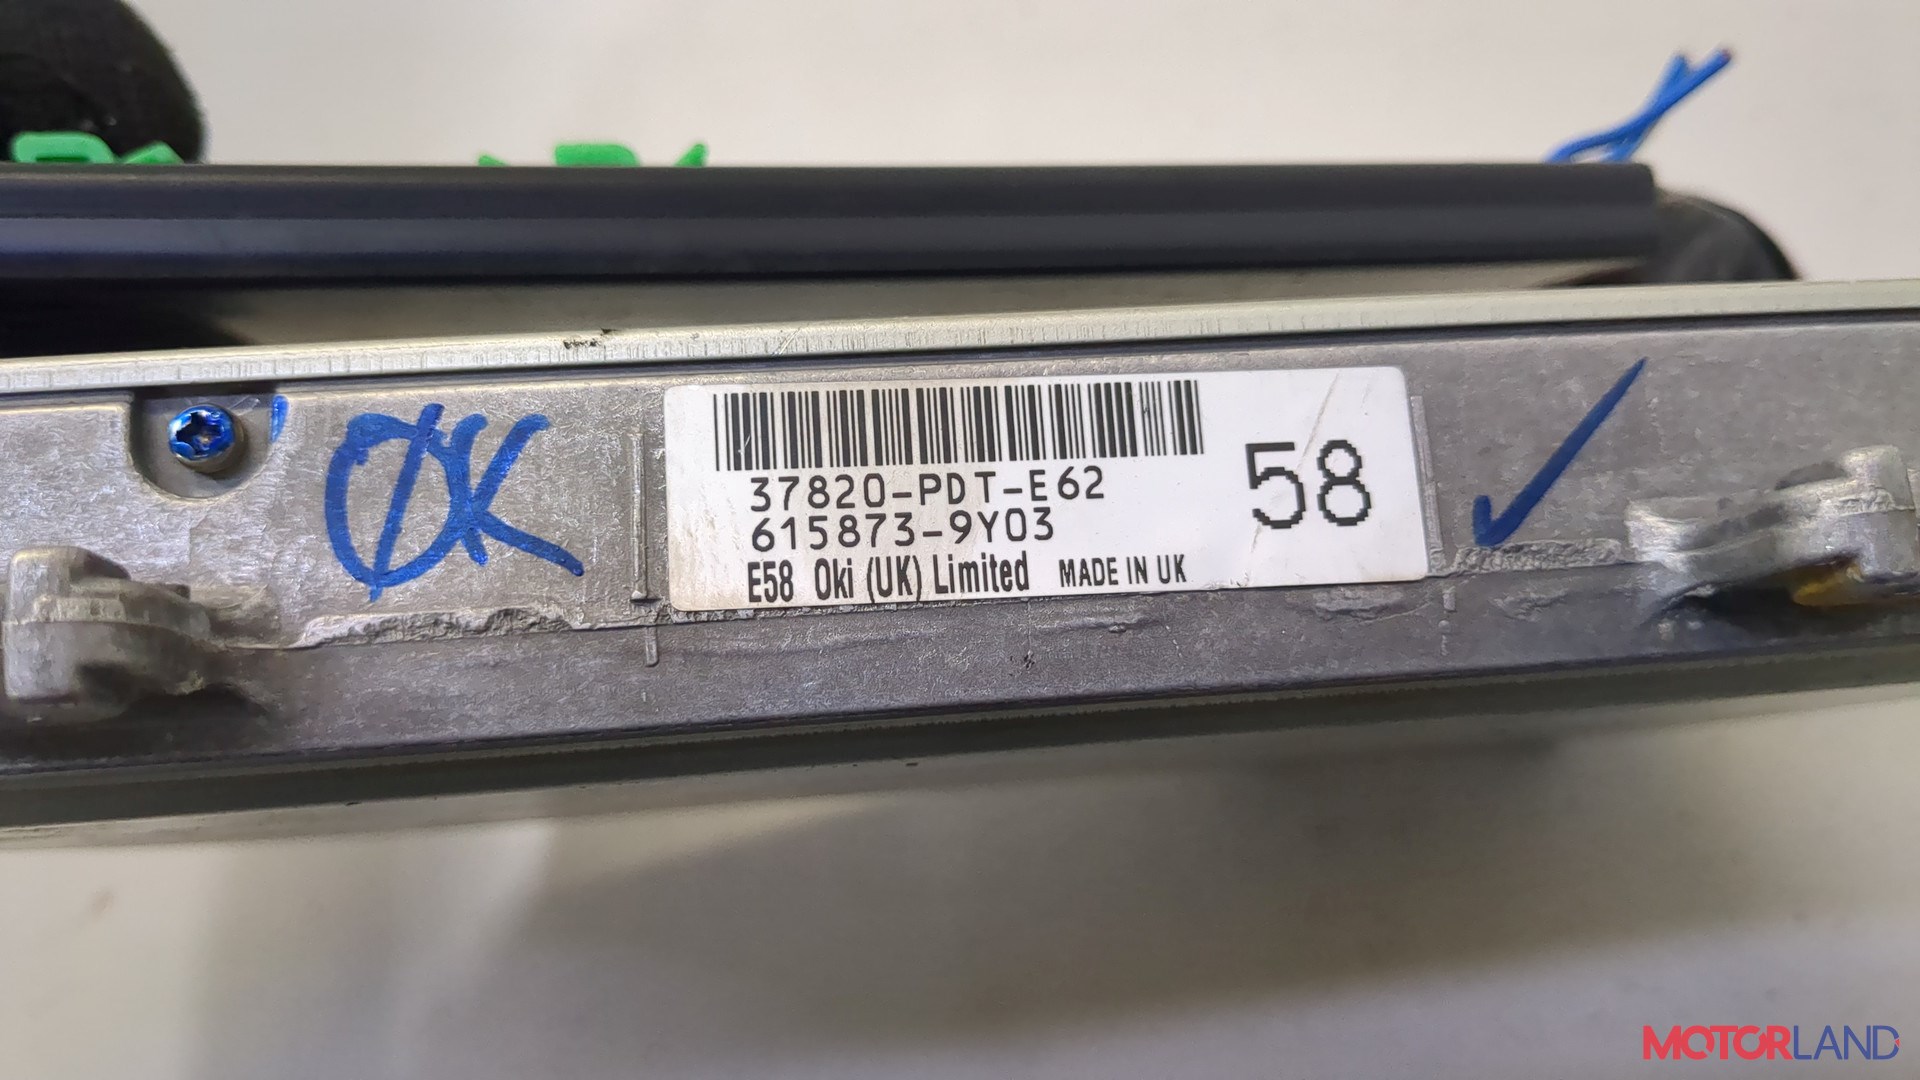 OK
37820-PDT-E62
615873-9Y03
E58 Oki (UK) Limited MADE IN UK
58
MOTORLAND